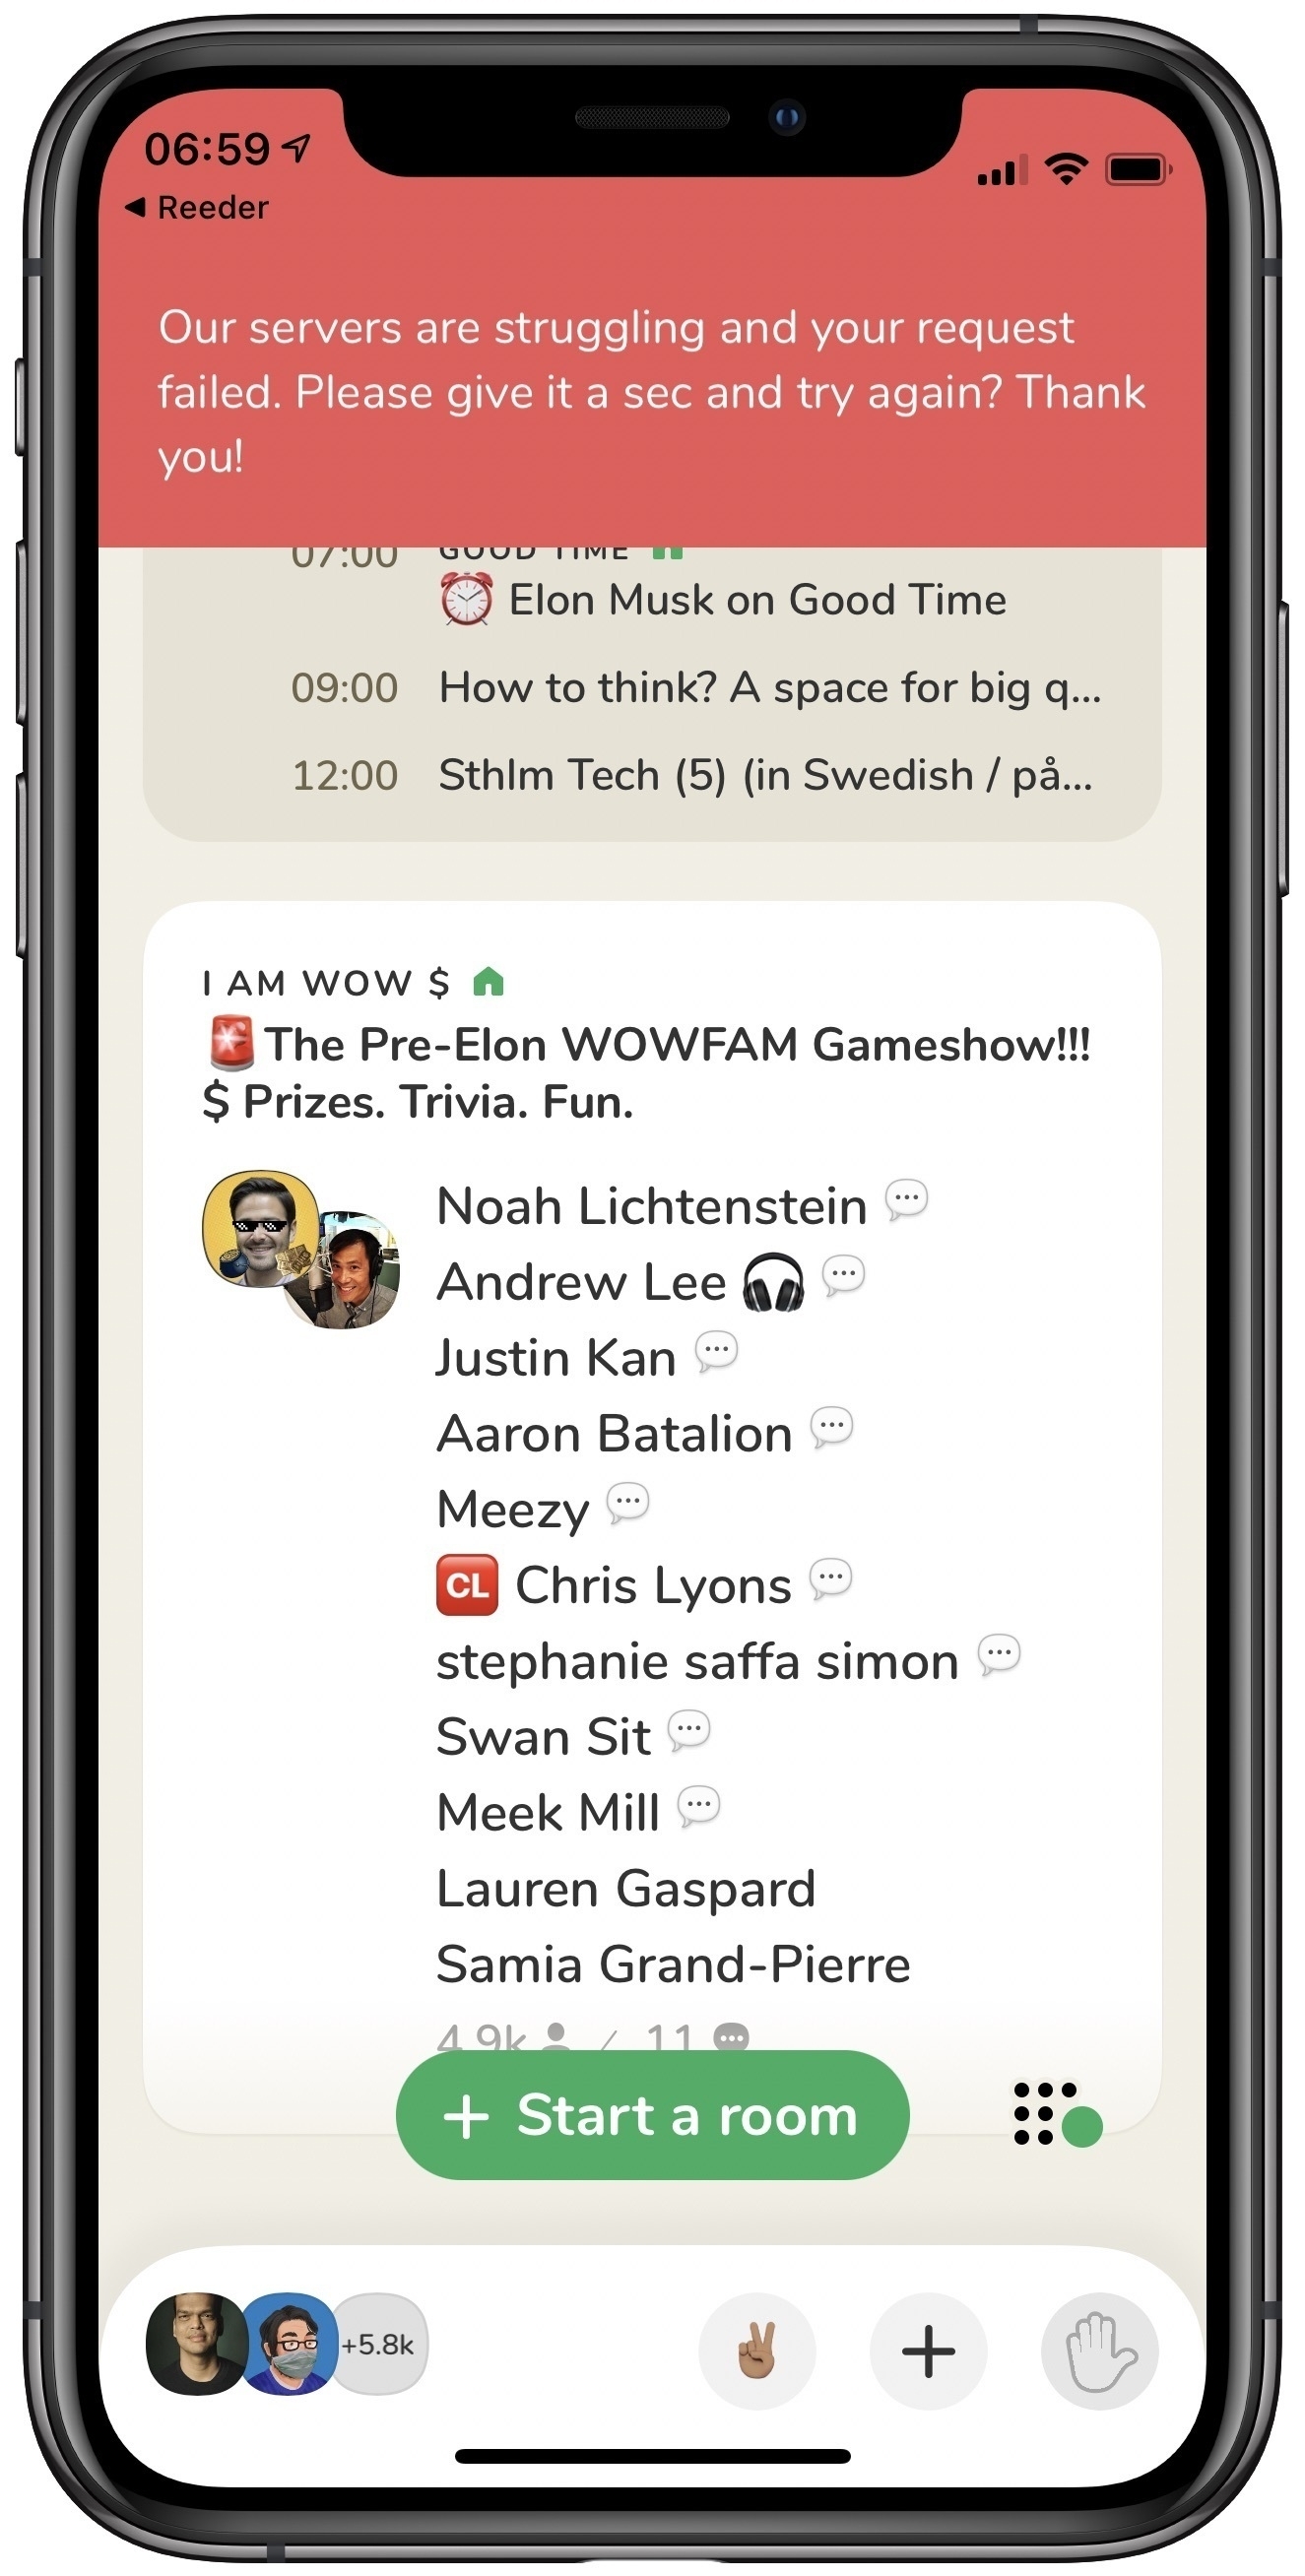 06:59
◀ Reeder
Our servers are struggling and your request
failed. Please give it a sec and try again? Thank
you!
07:00 GOOD TIME
⏰ Elon Musk on Good Time
09:00 How to think? A space for big q...
12:00 Sthlm Tech (5) (in Swedish / på...
I AM WOW $
🚨The Pre-Elon WOWFAM Gameshow!!!
$ Prizes. Trivia. Fun.
Noah Lichtenstein 💬
Andrew Lee 🎧 💬
Justin Kan 💬
Aaron Batalion 💬
Meezy 💬
🆑 Chris Lyons 💬
stephanie saffa simon 💬
Swan Sit 💬
Meek Mill 💬
Lauren Gaspard
Samia Grand-Pierre
4.9k / 11
+ Start a room
+5.8k